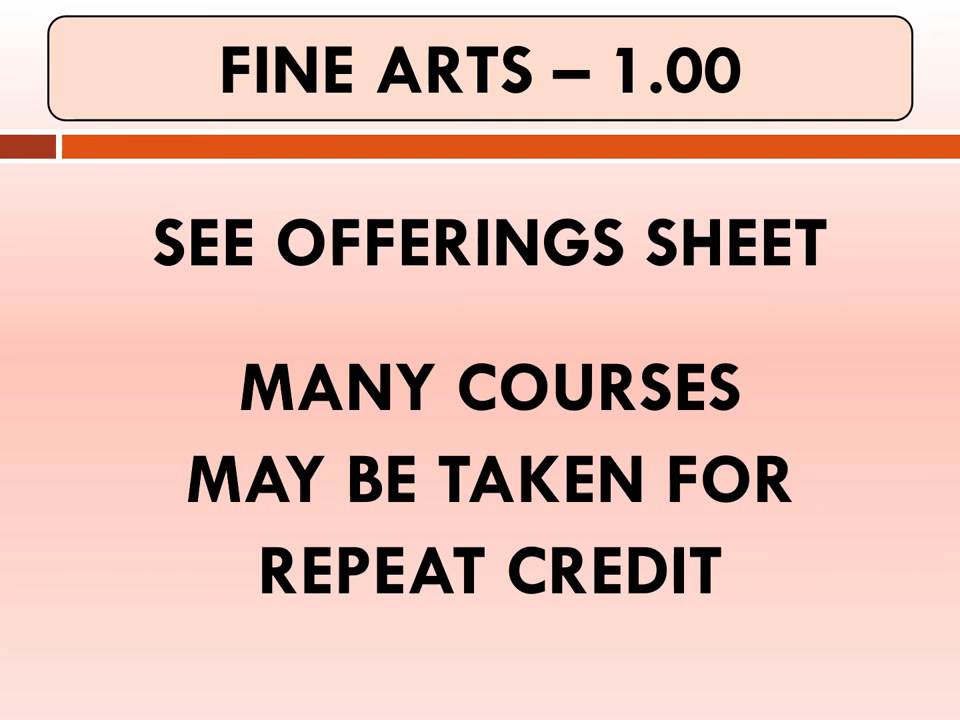 FINE ARTS – 1.00
SEE OFFERINGS SHEET
MANY COURSES
MAY BE TAKEN FOR
REPEAT CREDIT